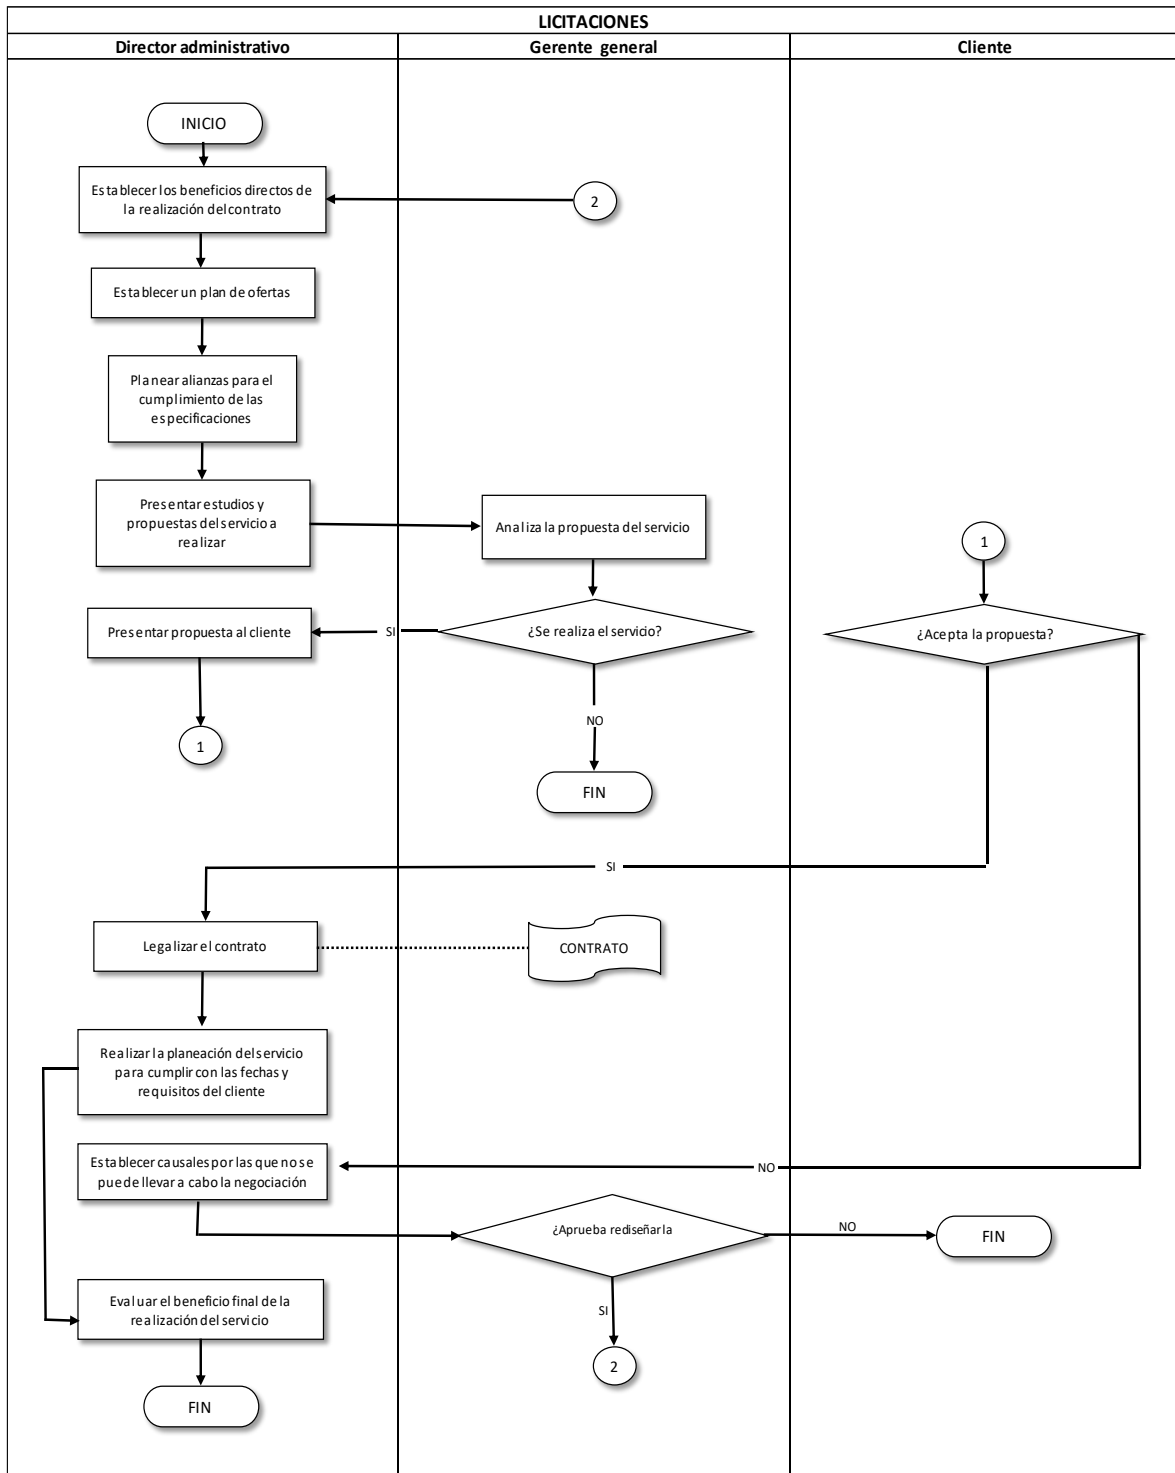 LICITACIONES
Director administrativo
Gerente general
Cliente
INICIO
Establecer los beneficios directos de
la realización del contrato
2
Establecer un plan de ofertas
Planear alianzas para el
cumplimiento de las
especificaciones
Presentar estudios y
propuestas del servicio a
realizar
Analiza la propuesta del servicio
1
Presentar propuesta al cliente
SI
¿Se realiza el servicio?
¿Acepta la propuesta?
NO
1
FIN
SI
Legalizar el contrato
CONTRATO
Realizar la planeación del servicio
para cumplir con las fechas y
requisitos del cliente
Establecer causales por las que no se
puede llevar a cabo la negociación
NO
¿Aprueba rediseñar la
NO
FIN
Evaluar el beneficio final de la
realización del servicio
SI
2
FIN